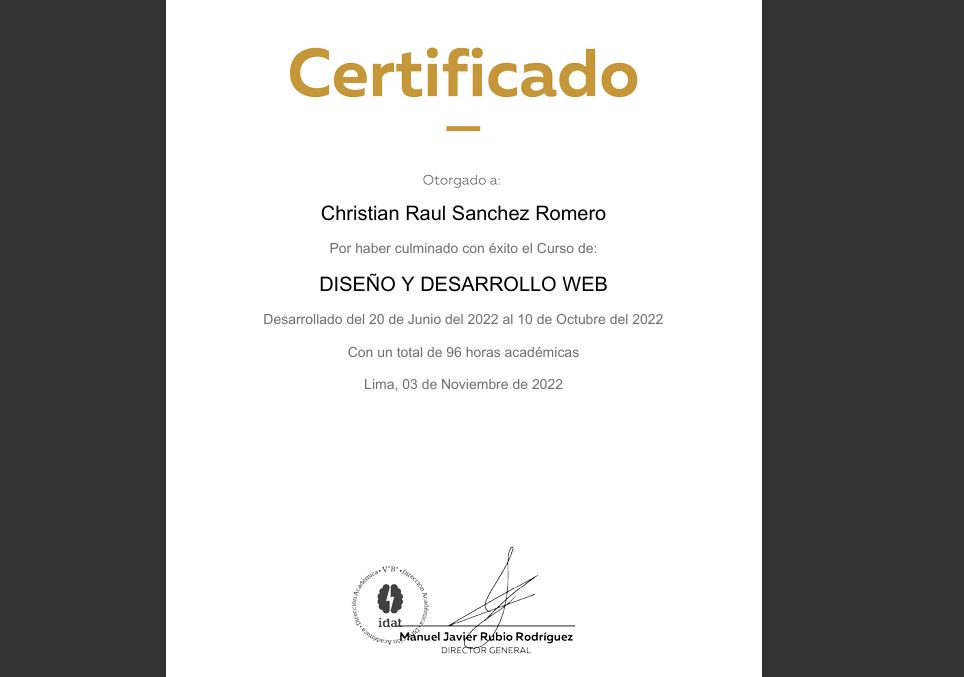 Certificado
Otorgado a:
Christian Raul Sanchez Romero
Por haber culminado con éxito el Curso de:
DISEÑO Y DESARROLLO WEB
Desarrollado del 20 de Junio del 2022 al 10 de Octubre del 2022
Con un total de 96 horas académicas
Lima, 03 de Noviembre de 2022
V°B° • Dirección Académica • Dirección Académica •
idat
Manuel Javier Rubio Rodríguez
DIRECTOR GENERAL